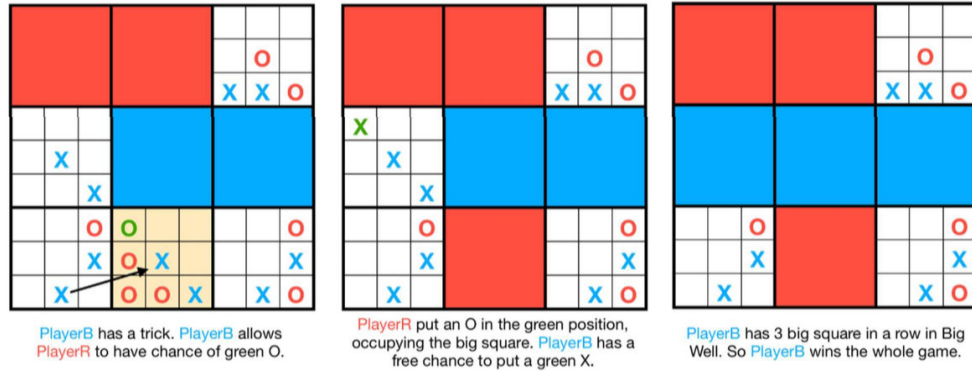 O
O
O
X X O
X X O
X X O
X
X
X
X
X
X
O O O
O O
O O
X O X X
X X
X X
X O O X X O
X X O
X X O
PlayerB has a trick. PlayerB allows
PlayerR to have chance of green O.
PlayerR put an O in the green position,
occupying the big square. PlayerB has a
free chance to put a green X.
PlayerB has 3 big square in a row in Big
Well. So PlayerB wins the whole game.